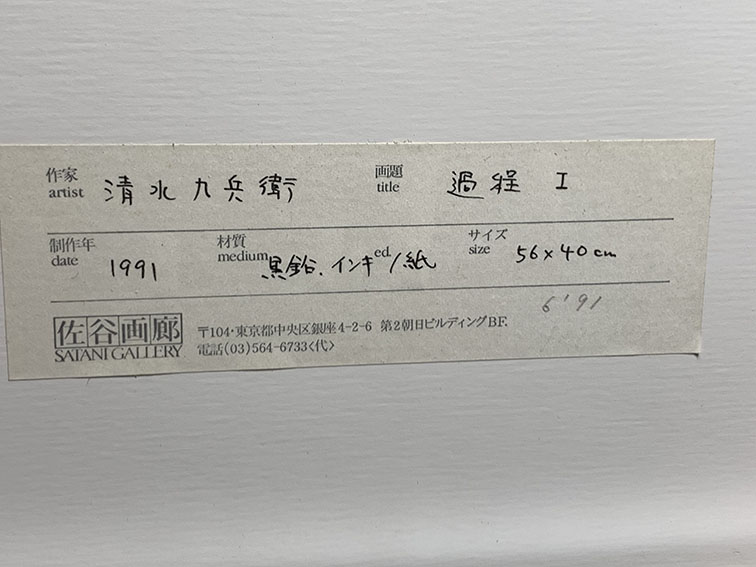 作家 清水九兵衛 画題 過程 I
artist title
制作年 材質 サイズ
date 1991 medium 黒鉛.インキ/紙 ed. size 56×40cm
6'91
佐谷画廊 〒104・東京都中央区銀座4-2-6 第2朝日ビルディングBF.
SATANI GALLERY 電話(03)564-6733〈代〉